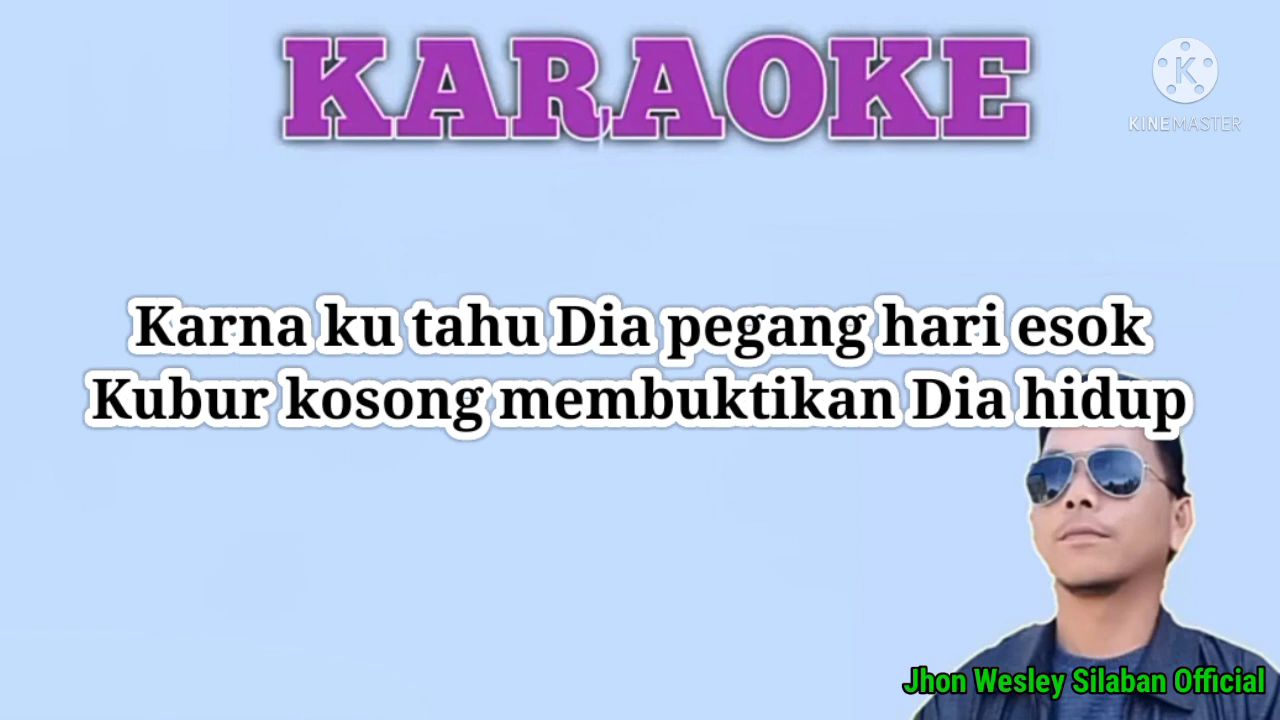 KARAOKE
KINEMASTER
Karna ku tahu Dia pegang hari esok
Kubur kosong membuktikan Dia hidup
Jhon Wesley Silaban Official